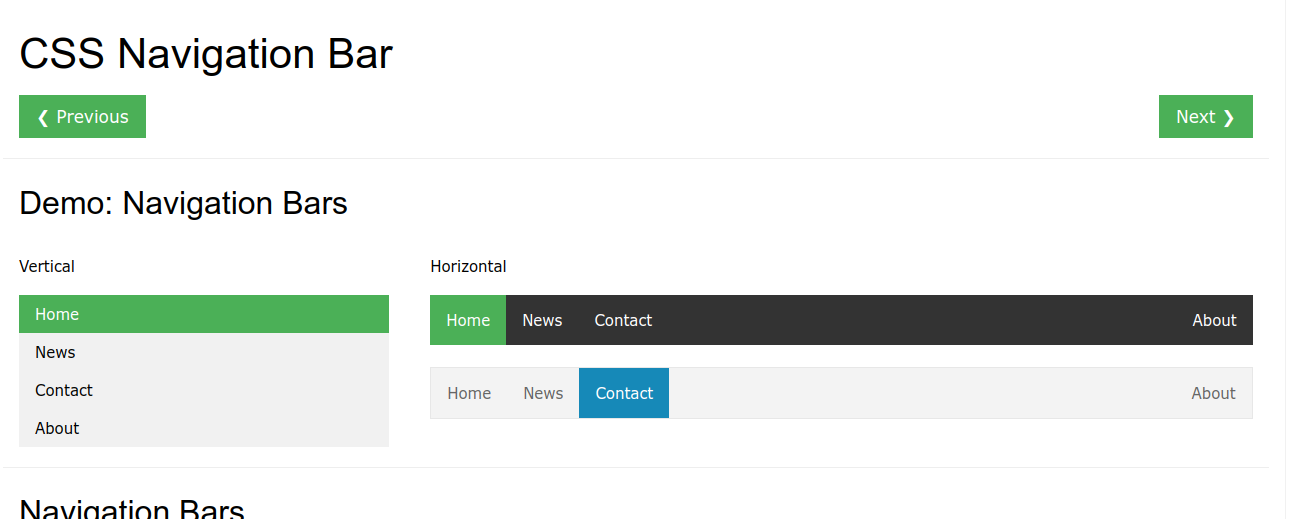 CSS Navigation Bar
❮ Previous
Next ❯
Demo: Navigation Bars
Vertical
Home
News
Contact
About
Horizontal
Home News Contact About
Home News Contact About
Navigation Bars